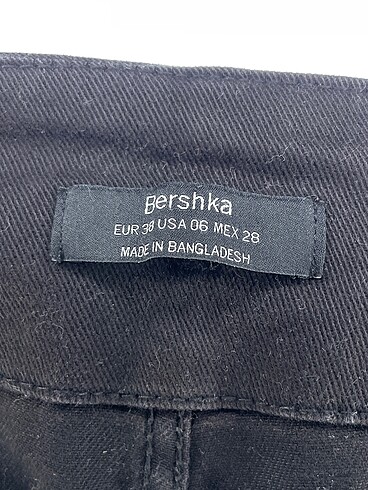 Bershka
EUR 38 USA 06 MEX 28
MADE IN BANGLADESH